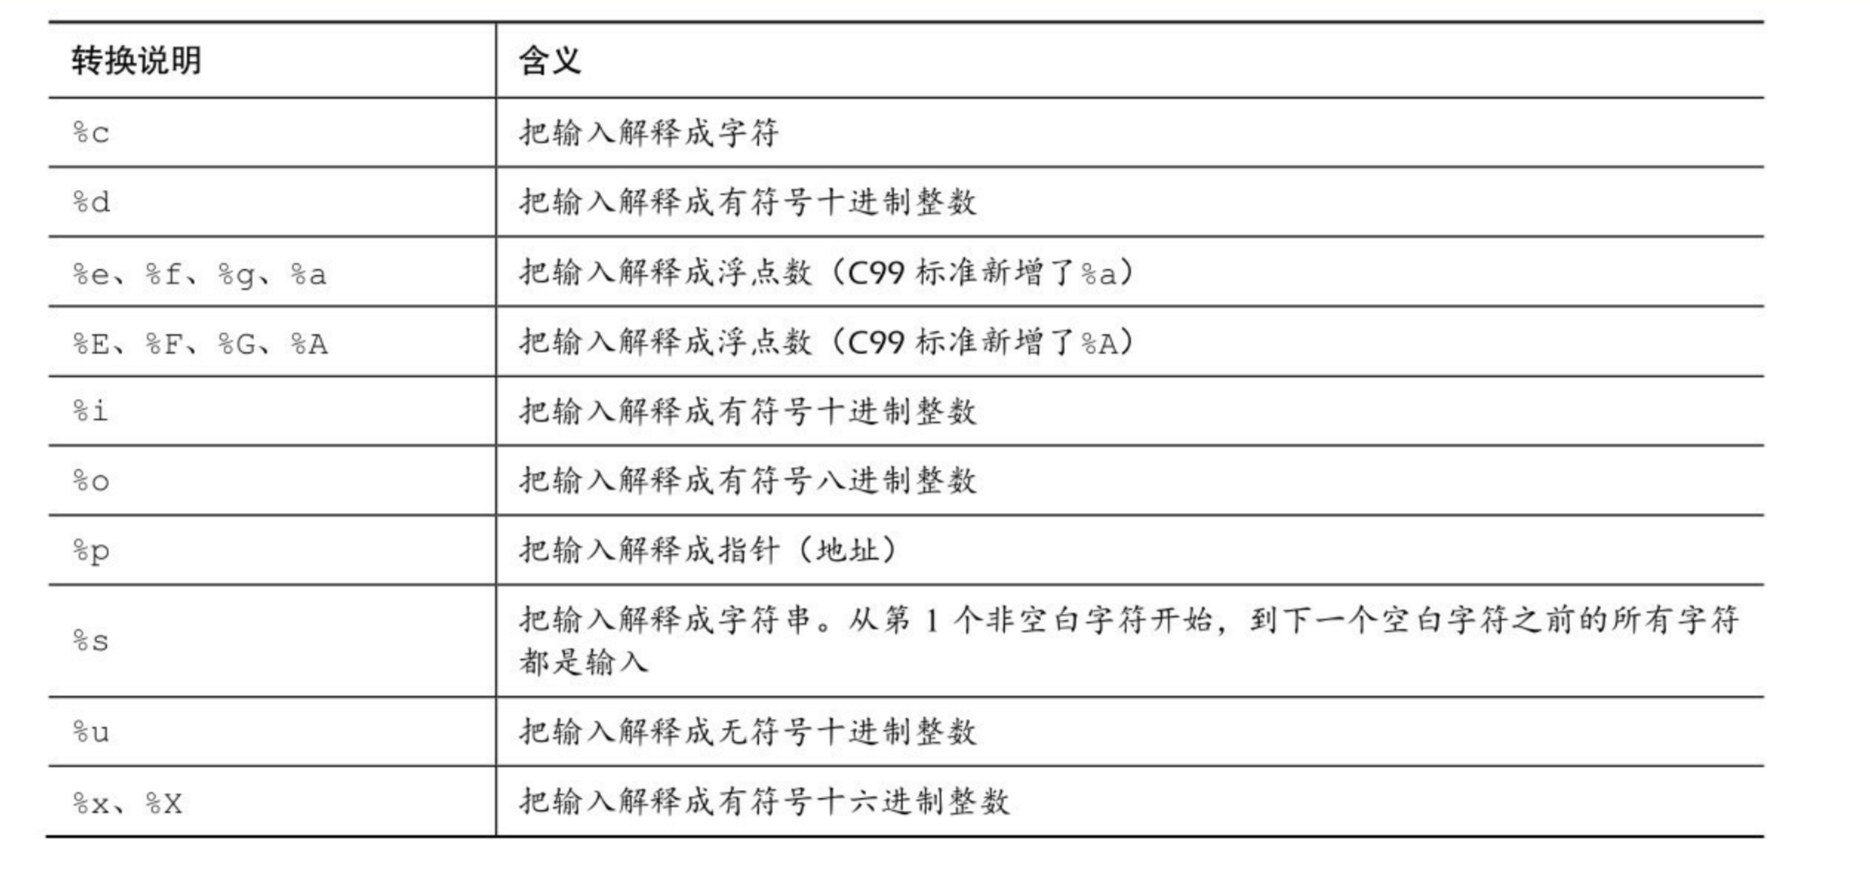 转换说明 含义
%c 把输入解释成字符
%d 把输入解释成有符号十进制整数
%e、%f、%g、%a 把输入解释成浮点数（C99 标准新增了%a）
%E、%F、%G、%A 把输入解释成浮点数（C99 标准新增了%A）
%i 把输入解释成有符号十进制整数
%o 把输入解释成有符号八进制整数
%p 把输入解释成指针（地址）
%s 把输入解释成字符串。从第 1 个非空白字符开始，到下一个空白字符之前的所有字符
都是输入
%u 把输入解释成无符号十进制整数
%x、%X 把输入解释成有符号十六进制整数